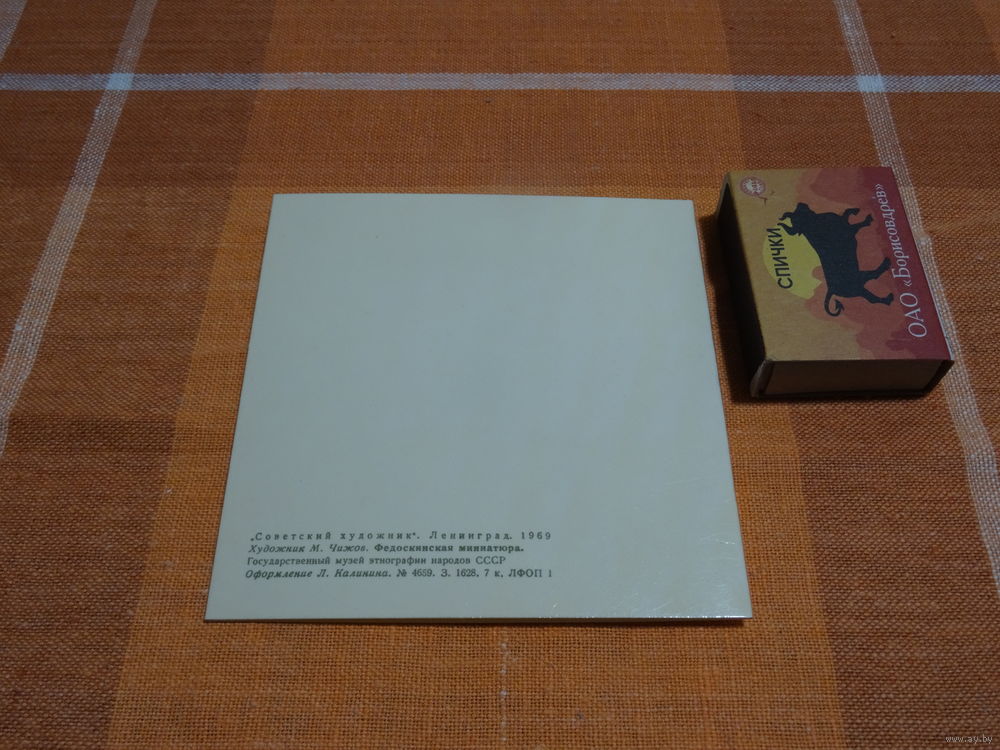 „Советский художник". Ленинград. 1969
Художник М. Чижов. Федоскинская миниатюра.
Государственный музей этнографии народов СССР
Оформление Л. Калинина. № 4659. З. 1628, 7 к, ЛФОП 1
СПИЧКИ
ОАО «Борисовдрев»
www.ay.by